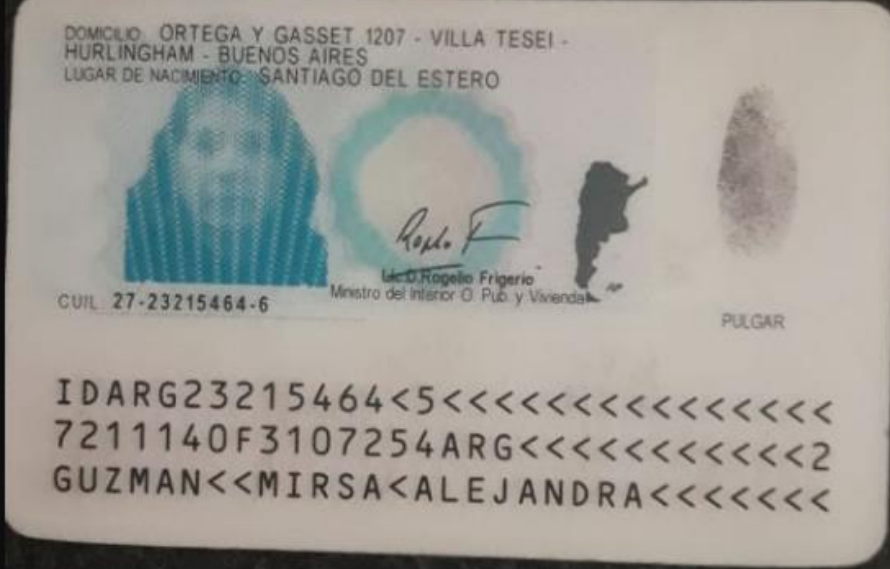 DOMICILIO: ORTEGA Y GASSET 1207 - VILLA TESEI -
HURLINGHAM - BUENOS AIRES
LUGAR DE NACIMIENTO: SANTIAGO DEL ESTERO
Lic. D. Rogelio Frigerio
Ministro del Interior O. Pub. y Vivienda
CUIL 27-23215464-6
PULGAR
IDARG23215464<5<<<<<<<<<<<<<<<
7211140F3107254ARG<<<<<<<<<<<2
GUZMAN<<MIRSA<ALEJANDRA<<<<<<<